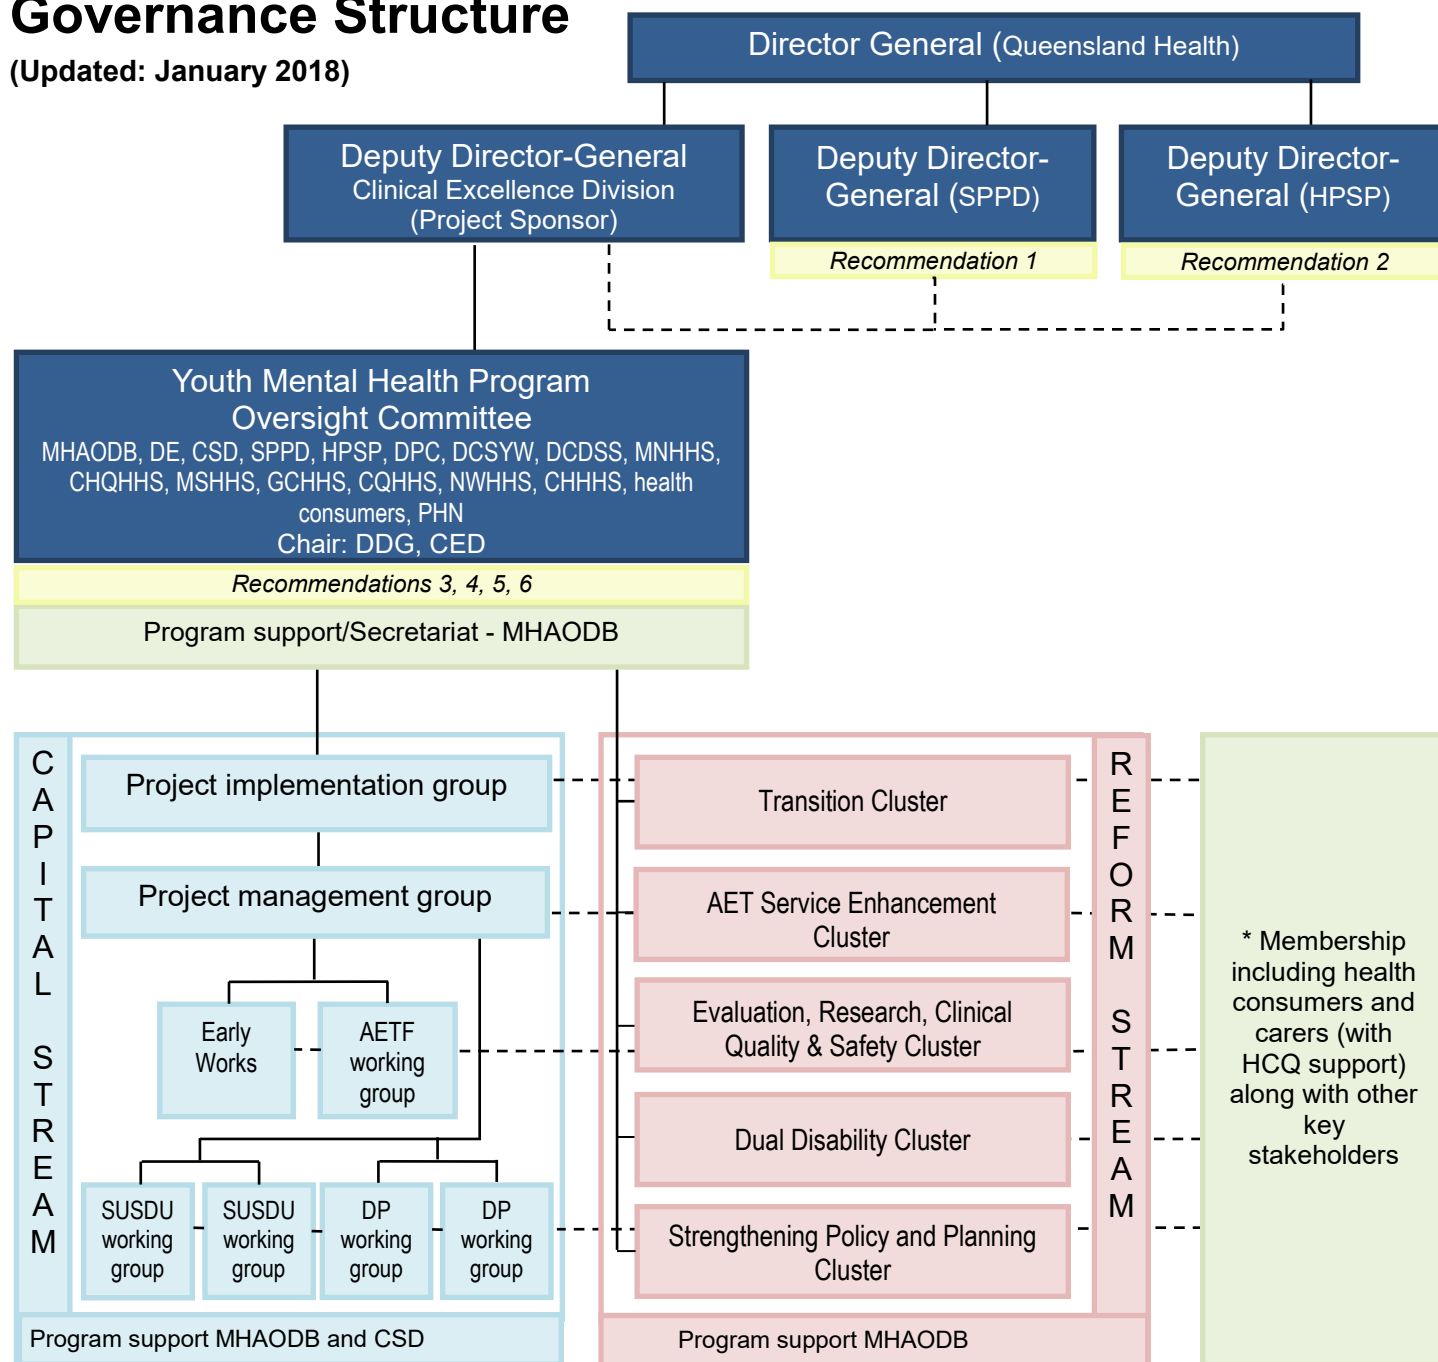 Governance Structure
(Updated: January 2018)
Director General (Queensland Health)
Deputy Director-General
Clinical Excellence Division
(Project Sponsor)
Deputy Director-
General (SPPD)
Recommendation 1
Deputy Director-
General (HPSP)
Recommendation 2
Youth Mental Health Program
Oversight Committee
MHAODB, DE, CSD, SPPD, HPSP, DPC, DCSYW, DCDSS, MNHHS,
CHQHHS, MSHHS, GCHHS, CQHHS, NWHHS, CHHHS, health
consumers, PHN
Chair: DDG, CED
Recommendations 3, 4, 5, 6
Program support/Secretariat - MHAODB
CAPITAL STREAM
Project implementation group
Project management group
Early
Works
AETF
working
group
SUSDU
working
group
SUSDU
working
group
DP
working
group
DP
working
group
Program support MHAODB and CSD
Transition Cluster
AET Service Enhancement
Cluster
Evaluation, Research, Clinical
Quality & Safety Cluster
Dual Disability Cluster
Strengthening Policy and Planning
Cluster
REFORM STREAM
Program support MHAODB
* Membership
including health
consumers and
carers (with
HCQ support)
along with other
key
stakeholders